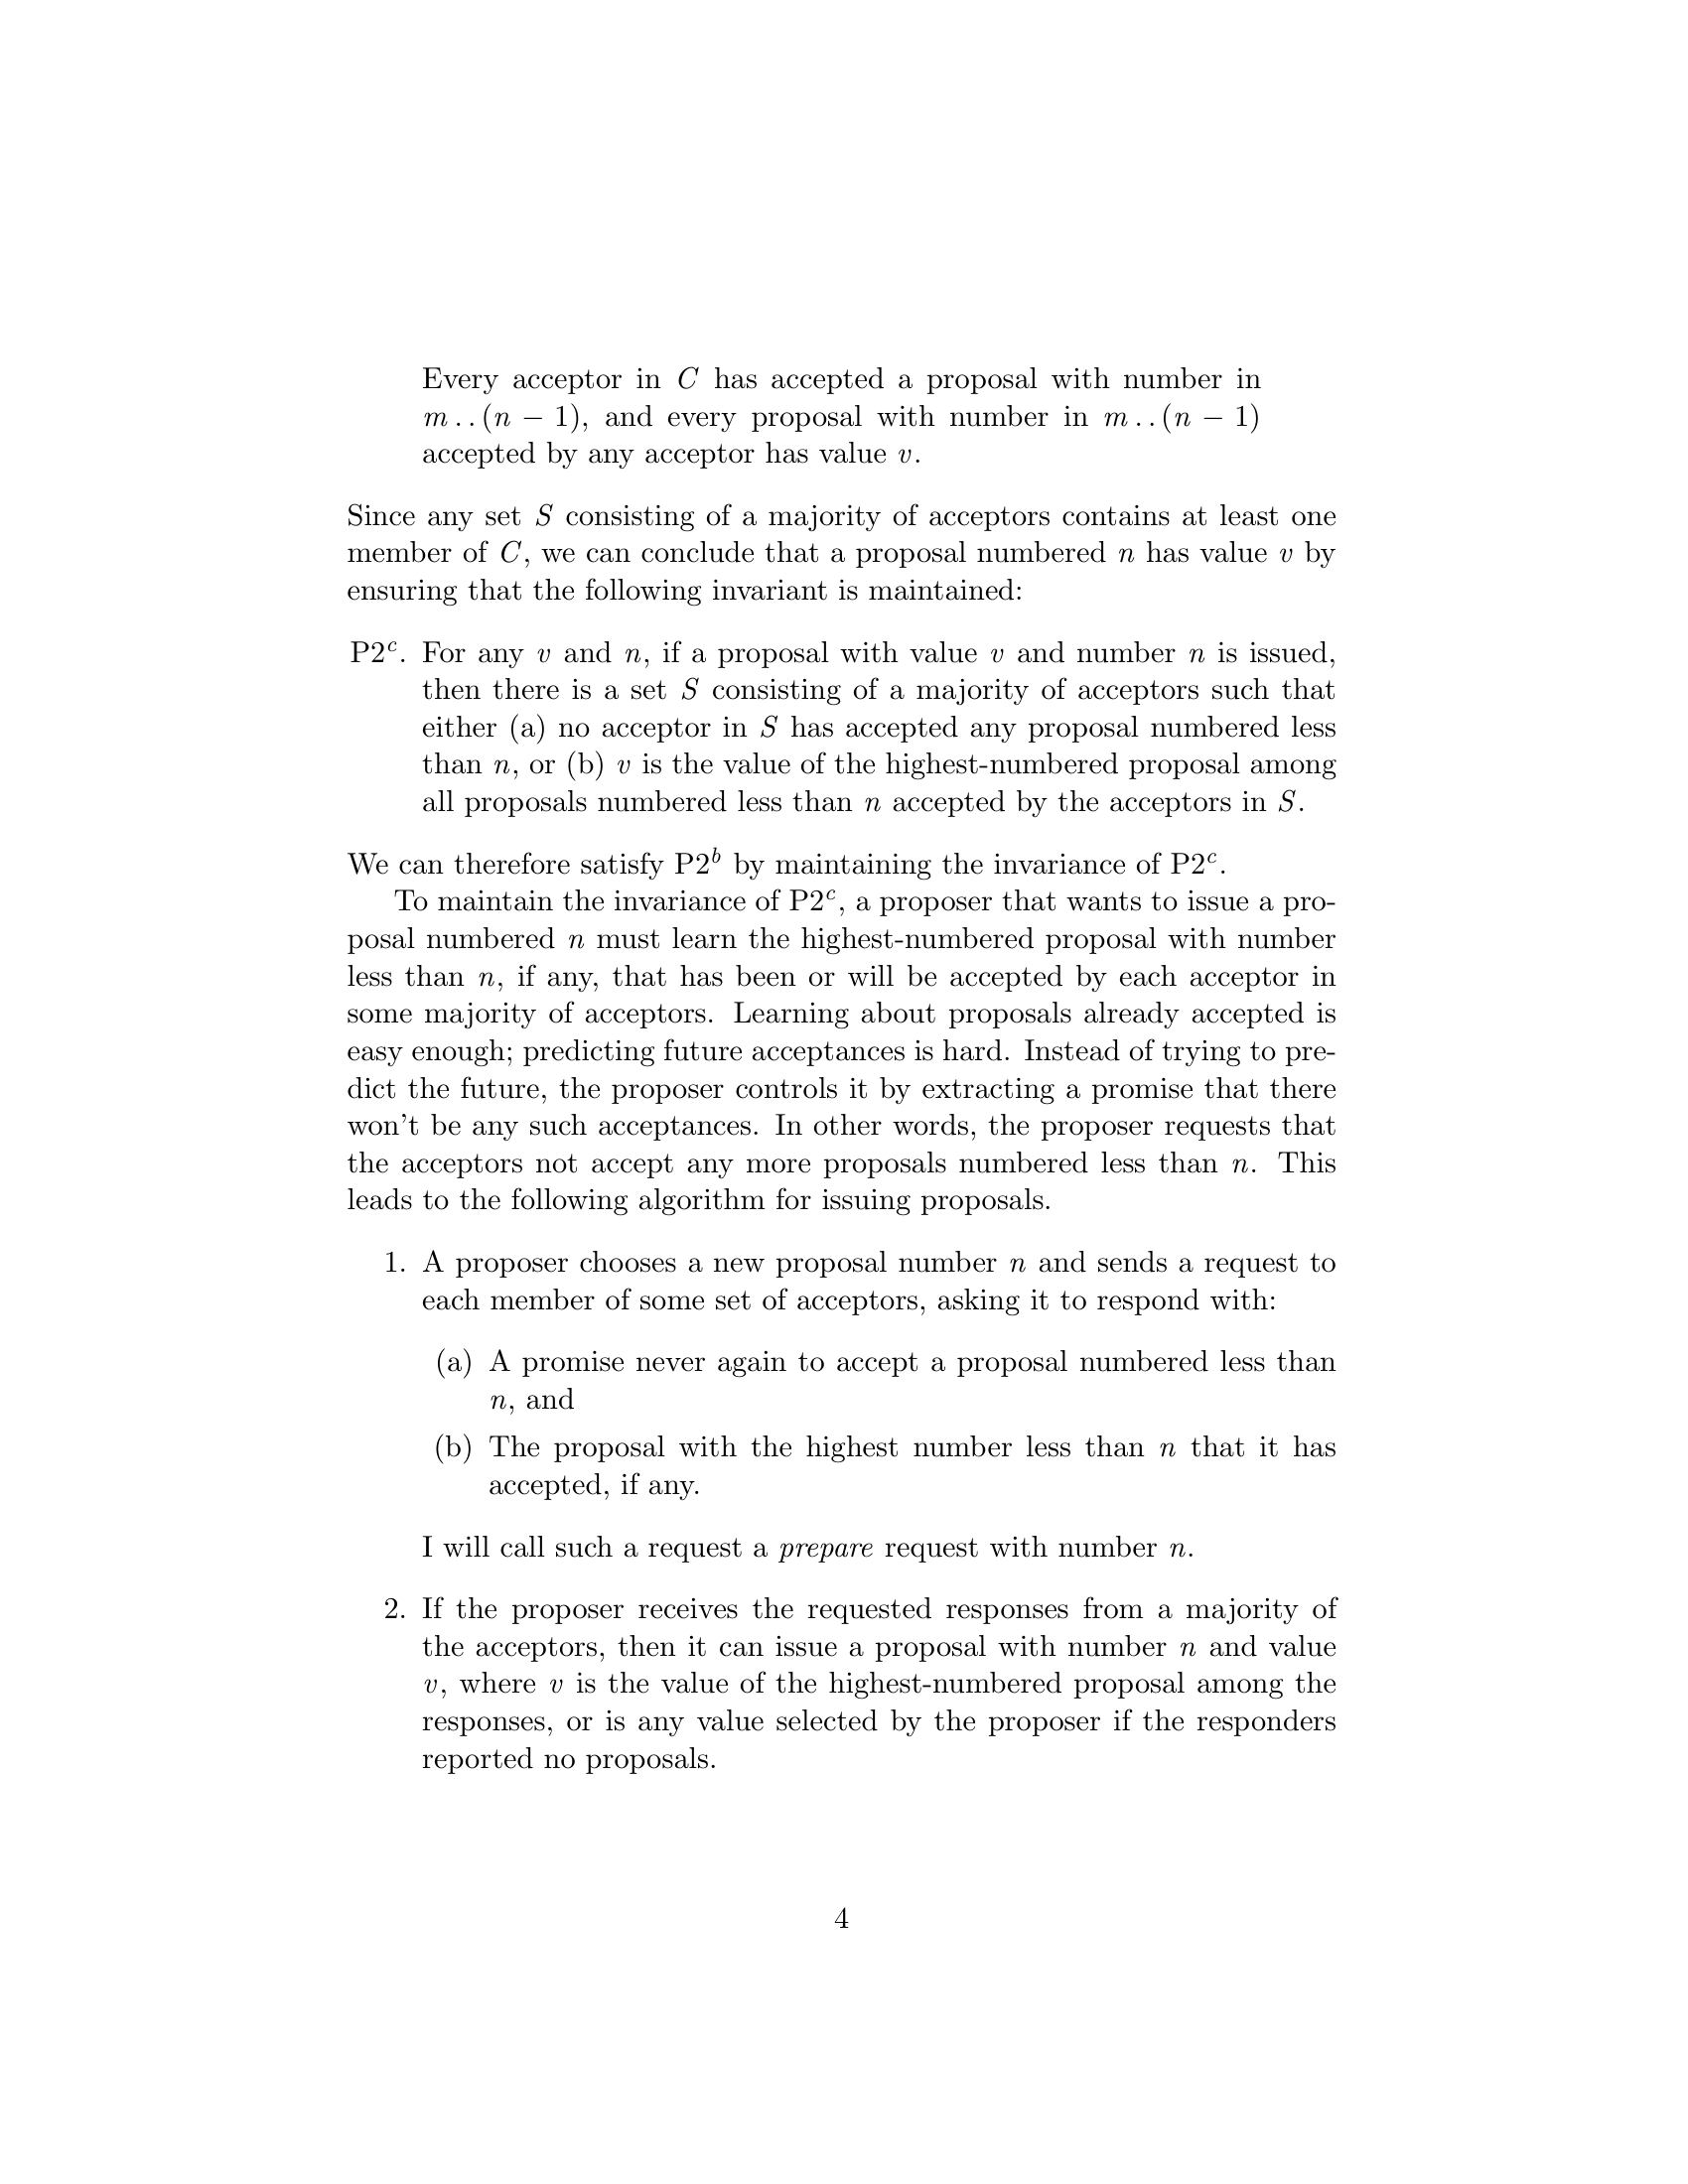 Every acceptor in C has accepted a proposal with number in
m . . (n − 1), and every proposal with number in m . . (n − 1)
accepted by any acceptor has value v.
Since any set S consisting of a majority of acceptors contains at least one
member of C, we can conclude that a proposal numbered n has value v by
ensuring that the following invariant is maintained:
P2ᶜ. For any v and n, if a proposal with value v and number n is issued,
then there is a set S consisting of a majority of acceptors such that
either (a) no acceptor in S has accepted any proposal numbered less
than n, or (b) v is the value of the highest-numbered proposal among
all proposals numbered less than n accepted by the acceptors in S.
We can therefore satisfy P2ᵇ by maintaining the invariance of P2ᶜ.
To maintain the invariance of P2ᶜ, a proposer that wants to issue a pro-
posal numbered n must learn the highest-numbered proposal with number
less than n, if any, that has been or will be accepted by each acceptor in
some majority of acceptors. Learning about proposals already accepted is
easy enough; predicting future acceptances is hard. Instead of trying to pre-
dict the future, the proposer controls it by extracting a promise that there
won't be any such acceptances. In other words, the proposer requests that
the acceptors not accept any more proposals numbered less than n. This
leads to the following algorithm for issuing proposals.
1. A proposer chooses a new proposal number n and sends a request to
each member of some set of acceptors, asking it to respond with:
(a) A promise never again to accept a proposal numbered less than
n, and
(b) The proposal with the highest number less than n that it has
accepted, if any.
I will call such a request a prepare request with number n.
2. If the proposer receives the requested responses from a majority of
the acceptors, then it can issue a proposal with number n and value
v, where v is the value of the highest-numbered proposal among the
responses, or is any value selected by the proposer if the responders
reported no proposals.
4